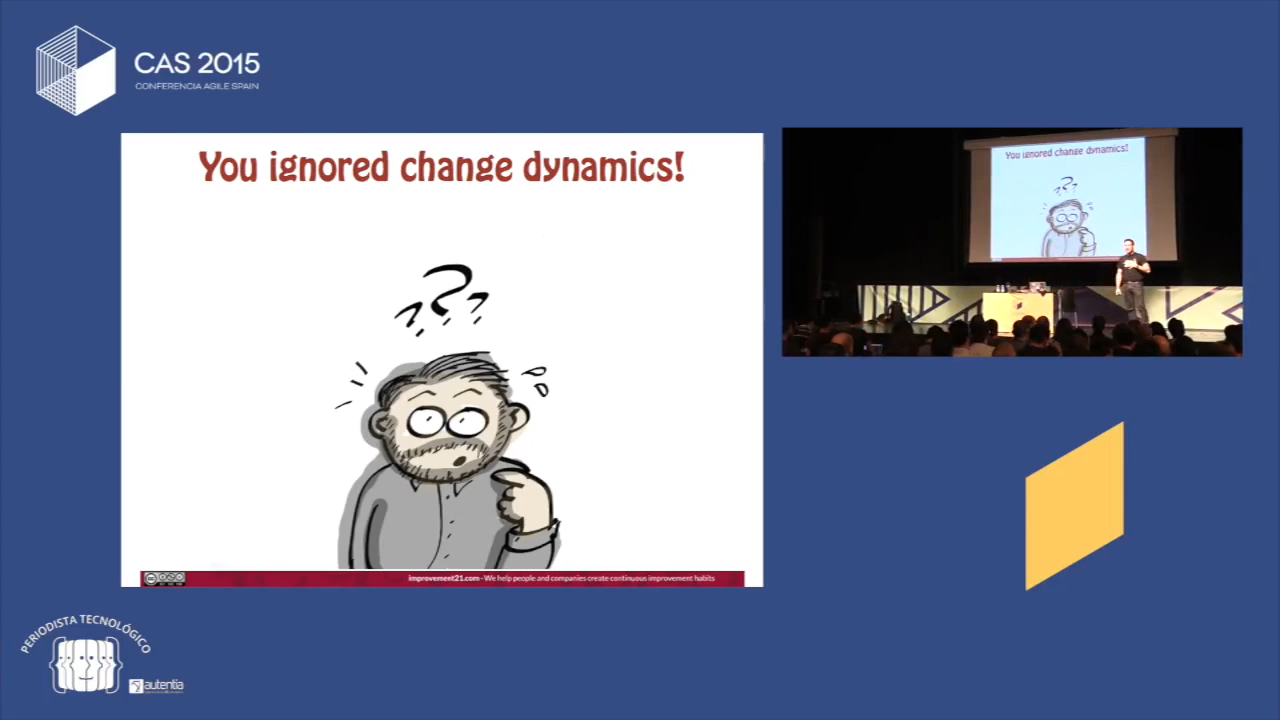 CAS 2015
CONFERENCIA AGILE SPAIN
You ignored change dynamics!
???
improvement21.com - We help people and companies create continuous improvement habits
You ignored change dynamics!
???
PERIODISTA TECNOLÓGICO
autentia